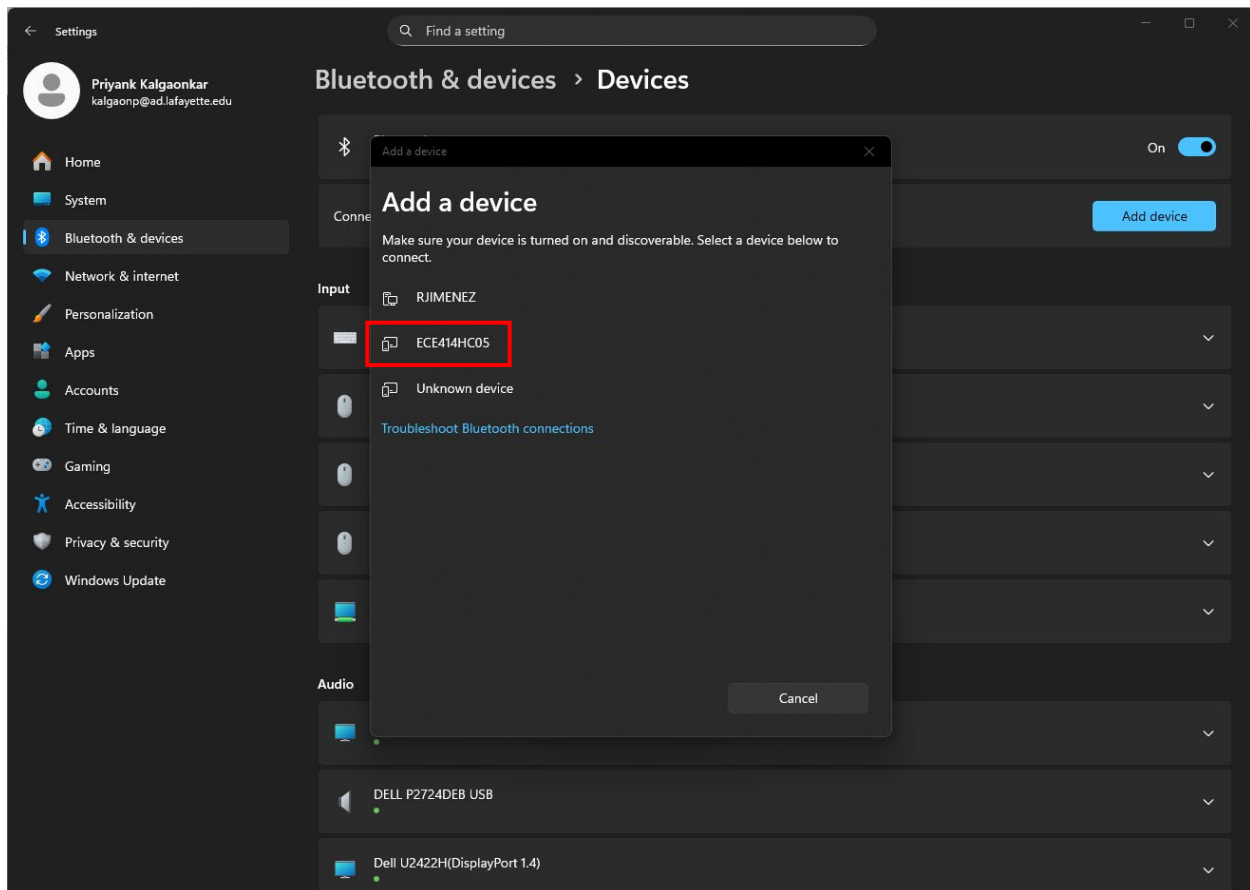 Settings
Find a setting
Priyank Kalgaonkar
kalgaonp@ad.lafayette.edu
Home
System
Bluetooth & devices
Network & internet
Personalization
Apps
Accounts
Time & language
Gaming
Accessibility
Privacy & security
Windows Update
Bluetooth & devices > Devices
On
Conne
Add device
Add a device
Add a device
Make sure your device is turned on and discoverable. Select a device below to
connect.
RJIMENEZ
ECE414HC05
Unknown device
Troubleshoot Bluetooth connections
Cancel
Input
Audio
DELL P2724DEB USB
Dell U2422H(DisplayPort 1.4)